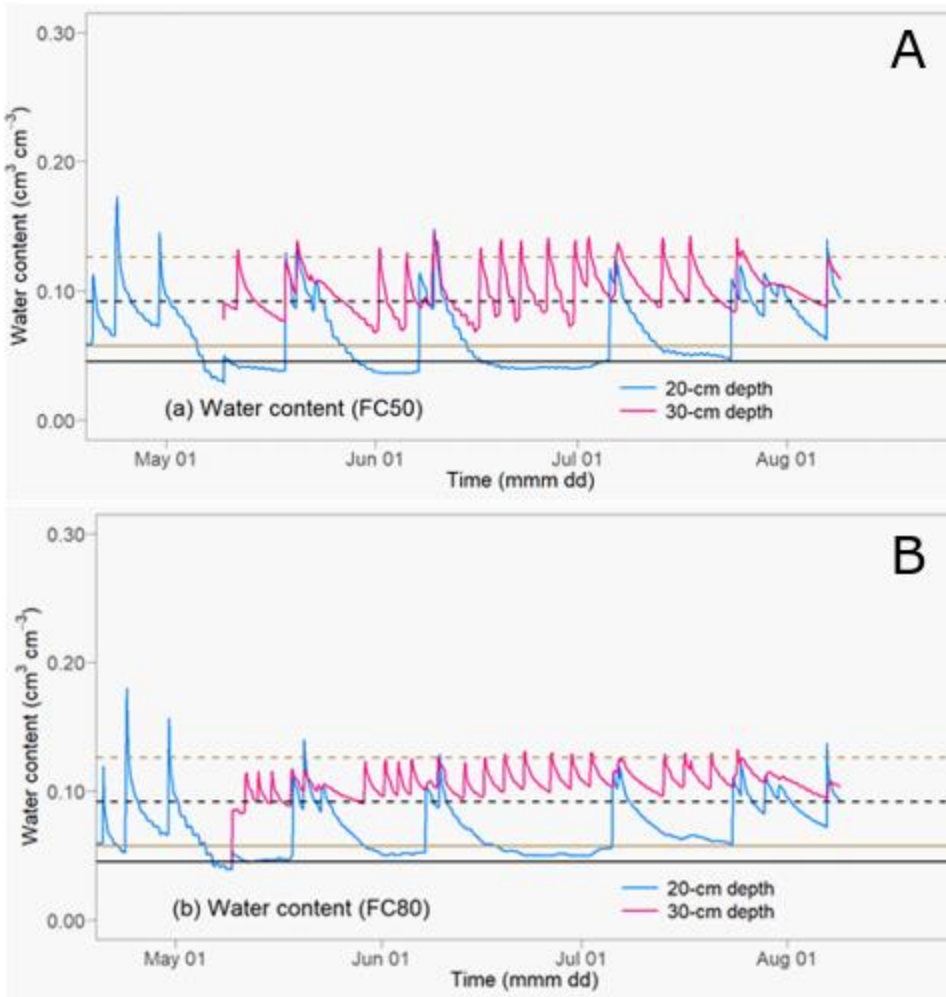 A
0.30
0.20
0.10
0.00
Water content (cm³ cm⁻³)
(a) Water content (FC50)
20-cm depth
30-cm depth
May 01
Jun 01
Jul 01
Aug 01
Time (mmm dd)
B
0.30
0.20
0.10
0.00
Water content (cm³ cm⁻³)
(b) Water content (FC80)
20-cm depth
30-cm depth
May 01
Jun 01
Jul 01
Aug 01
Time (mmm dd)